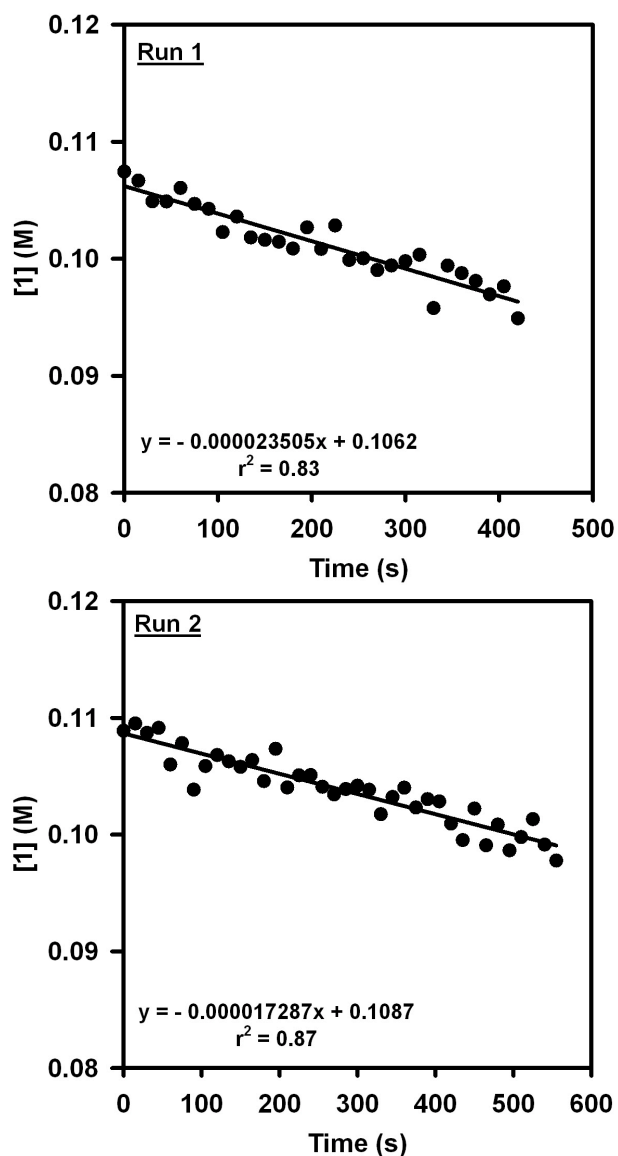 0.12
Run 1
0.11
0.10
0.09
0.08
[1] (M)
y = - 0.000023505x + 0.1062
r² = 0.83
0 100 200 300 400 500
Time (s)
0.12
Run 2
0.11
0.10
0.09
0.08
[1] (M)
y = - 0.000017287x + 0.1087
r² = 0.87
0 100 200 300 400 500 600
Time (s)